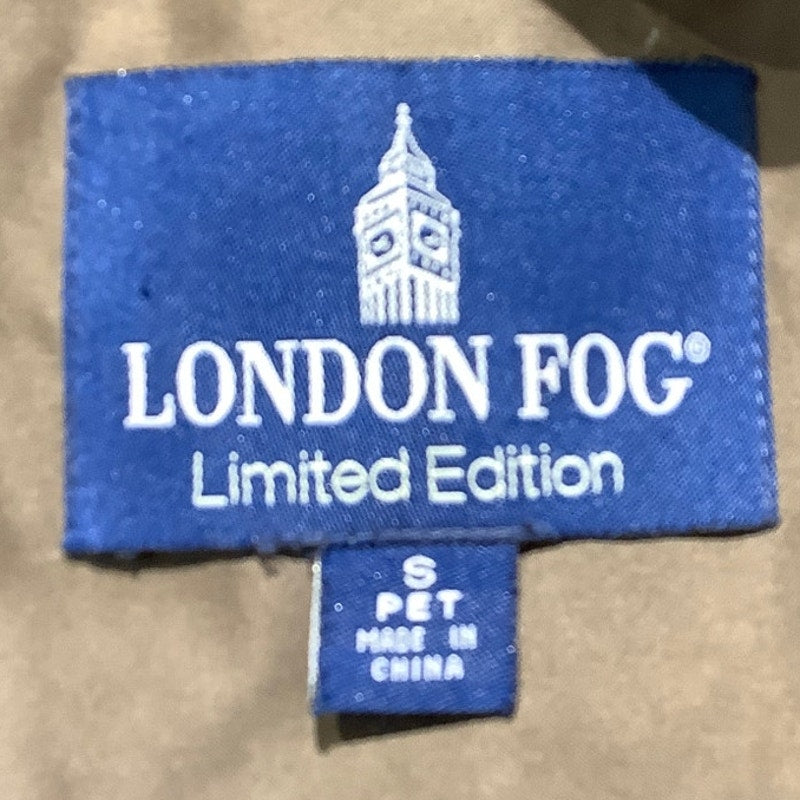 LONDON FOG®
Limited Edition
S
PET
MADE IN
CHINA